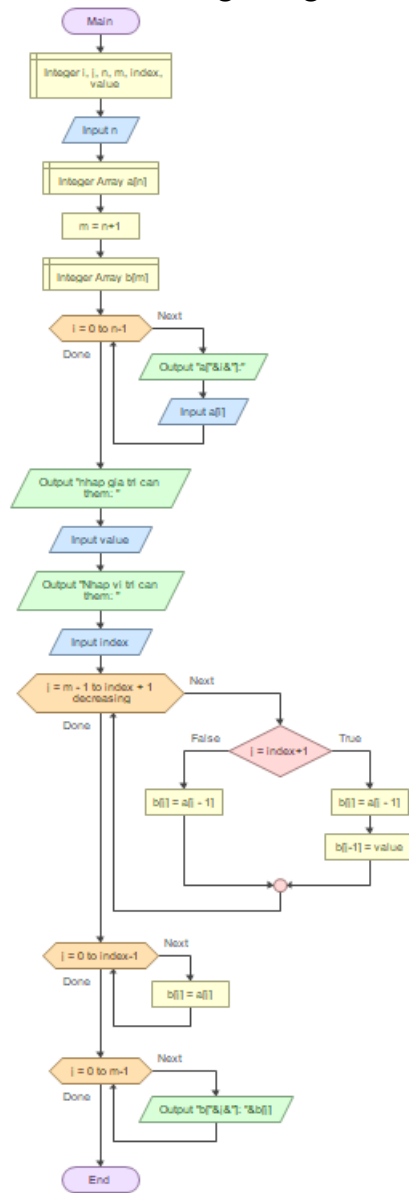 Main
Integer i, j, n, m, index,
value
Input n
Integer Array a[n]
m = n+1
Integer Array b[m]
i = 0 to n-1
Next
Done
Output "a["&i&"]:"
Input a[i]
Output "nhap gia tri can
them: "
Input value
Output "Nhap vi tri can
them: "
Input index
j = m - 1 to index + 1
decreasing
Next
Done
False
j = index+1
True
b[j] = a[j - 1]
b[j] = a[j - 1]
b[j-1] = value
j = 0 to index-1
Next
Done
b[j] = a[j]
j = 0 to m-1
Next
Done
Output "b["&j&"]: "&b[j]
End